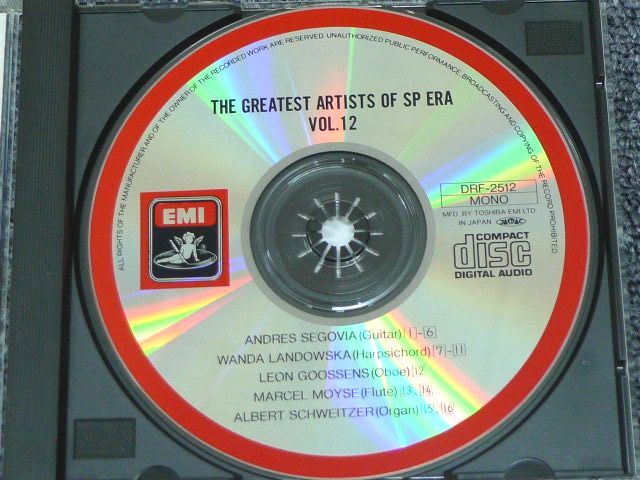 ALL RIGHTS OF THE MANUFACTURER AND OF THE OWNER OF THE RECORDED WORK ARE RESERVED. UNAUTHORIZED PUBLIC PERFORMANCE, BROADCASTING AND COPYING OF THE RECORD PROHIBITED
THE GREATEST ARTISTS OF SP ERA
VOL.12
EMI
DRF-2512
MONO
MFD. BY TOSHIBA EMI LTD
IN JAPAN
COMPACT
disc
DIGITAL AUDIO
ANDRES SEGOVIA (Guitar) 1-6
WANDA LANDOWSKA (Harpsichord) 7-11
LEON GOOSSENS (Oboe) 12
MARCEL MOYSE (Flute) 13, 14
ALBERT SCHWEITZER (Organ) 15, 16